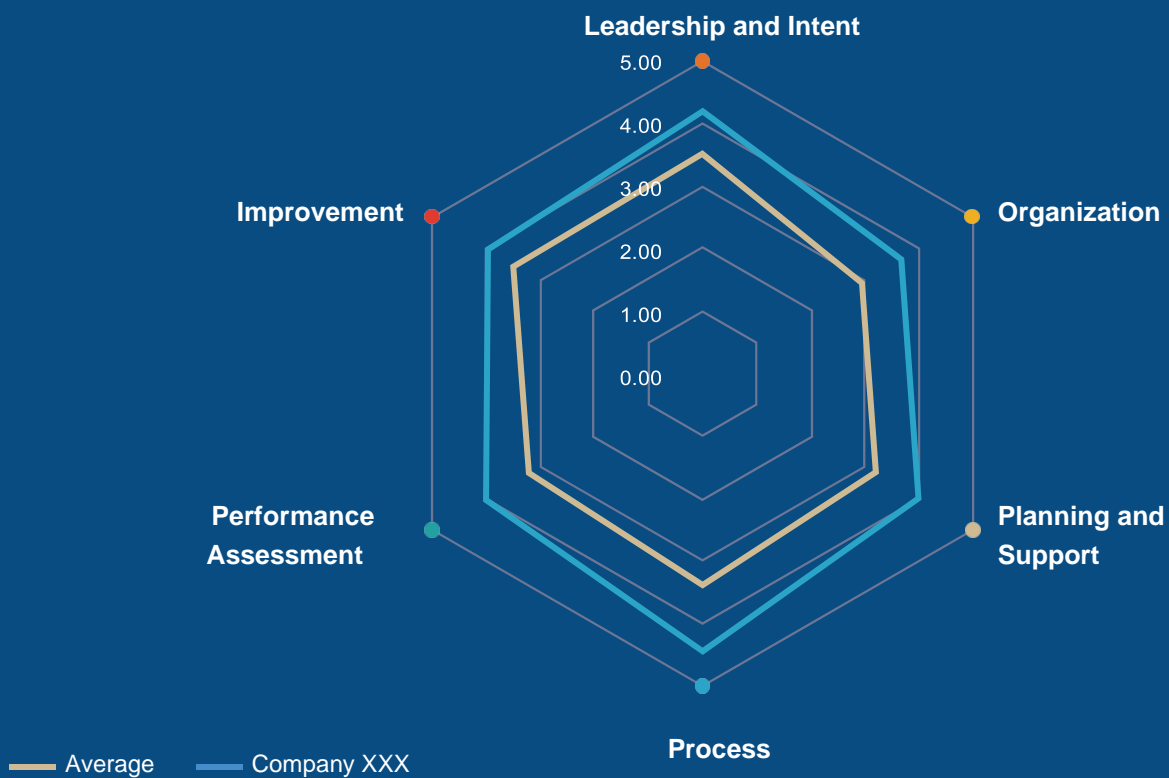 Leadership and Intent
5.00
4.00
3.00
Improvement
Organization
2.00
1.00
0.00
Performance
Assessment
Planning and
Support
Process
Average
Company XXX